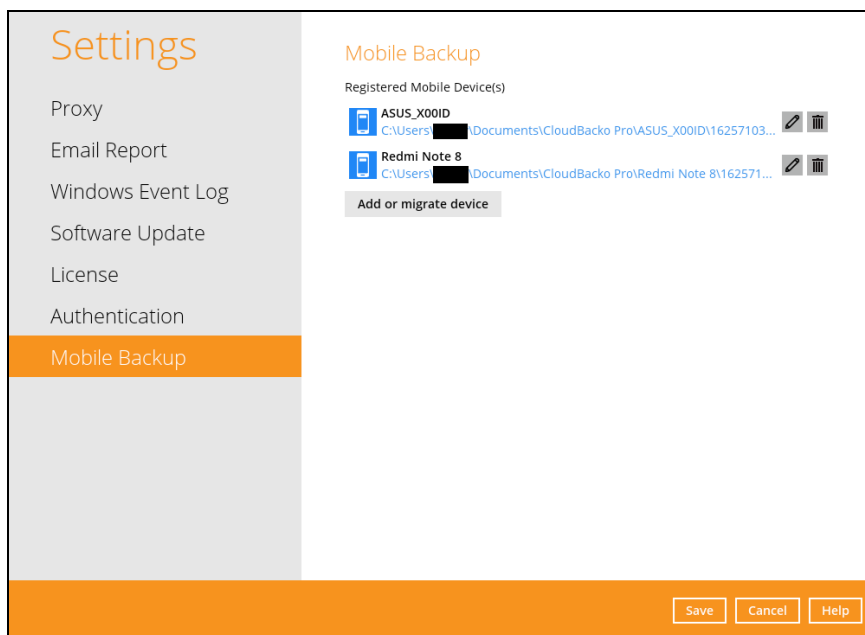 Settings
Proxy
Email Report
Windows Event Log
Software Update
License
Authentication
Mobile Backup
Mobile Backup
Registered Mobile Device(s)
ASUS_X00ID
C:\Users\ \Documents\CloudBacko Pro\ASUS_X00ID\16257103...
Redmi Note 8
C:\Users\ \Documents\CloudBacko Pro\Redmi Note 8\162571...
Add or migrate device
Save Cancel Help